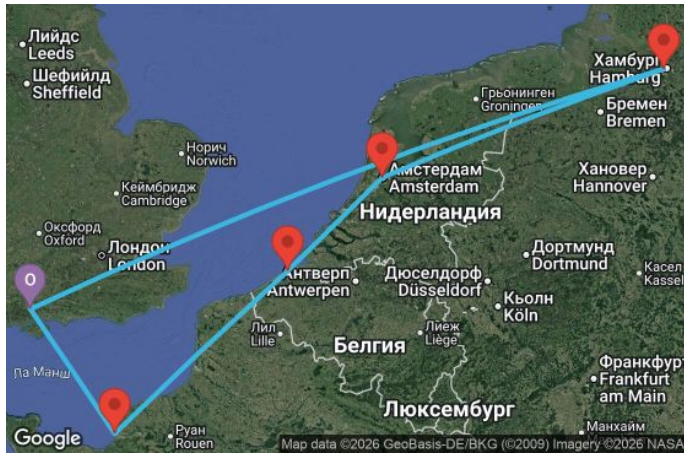 Лийдс
Leeds
Шефийлд
Sheffield
Хамбург
Hamburg
Грьонинген
Groningen
Бремен
Bremen
Норич
Norwich
Амстердам
Amsterdam
Хановер
Hannover
Кеймбридж
Cambridge
Нидерландия
Оксфорд
Oxford
Лондон
London
Дортмунд
Dortmund
0
Антверп
Antwerpen
Дюселдорф
Düsseldorf
Касел
Kassel
Кьолн
Köln
Лил
Lille
Лиеж
Liège
Белгия
Ла Манш
Франкфурт
Frankfurt
am Main
Люксембург
Руан
Rouen
Манхайм
Google
Map data ©2026 GeoBasis-DE/BKG (©2009) Imagery ©2026 NASA